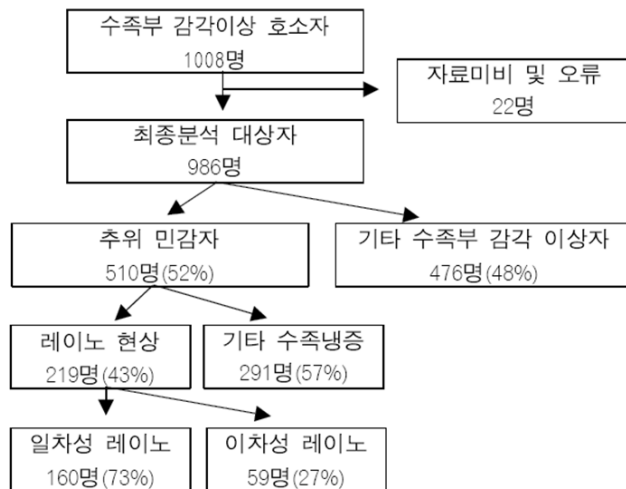 수족부 감각이상 호소자
1008명
자료미비 및 오류
22명
최종분석 대상자
986명
추위 민감자
510명(52%)
기타 수족부 감각 이상자
476명(48%)
레이노 현상
219명(43%)
기타 수족냉증
291명(57%)
일차성 레이노
160명(73%)
이차성 레이노
59명(27%)